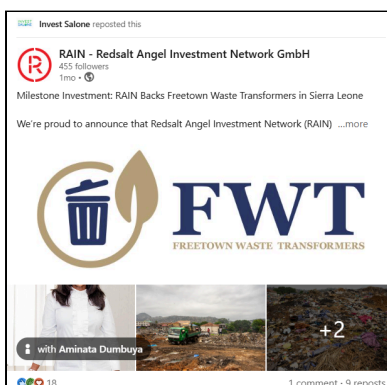 Invest Salone reposted this
RAIN - Redsalt Angel Investment Network GmbH
455 followers
1mo •
Milestone Investment: RAIN Backs Freetown Waste Transformers in Sierra Leone
We're proud to announce that Redsalt Angel Investment Network (RAIN) ...more
FWT
FREETOWN WASTE TRANSFORMERS
+2
with Aminata Dumbuya
18
1 comment • 9 reposts